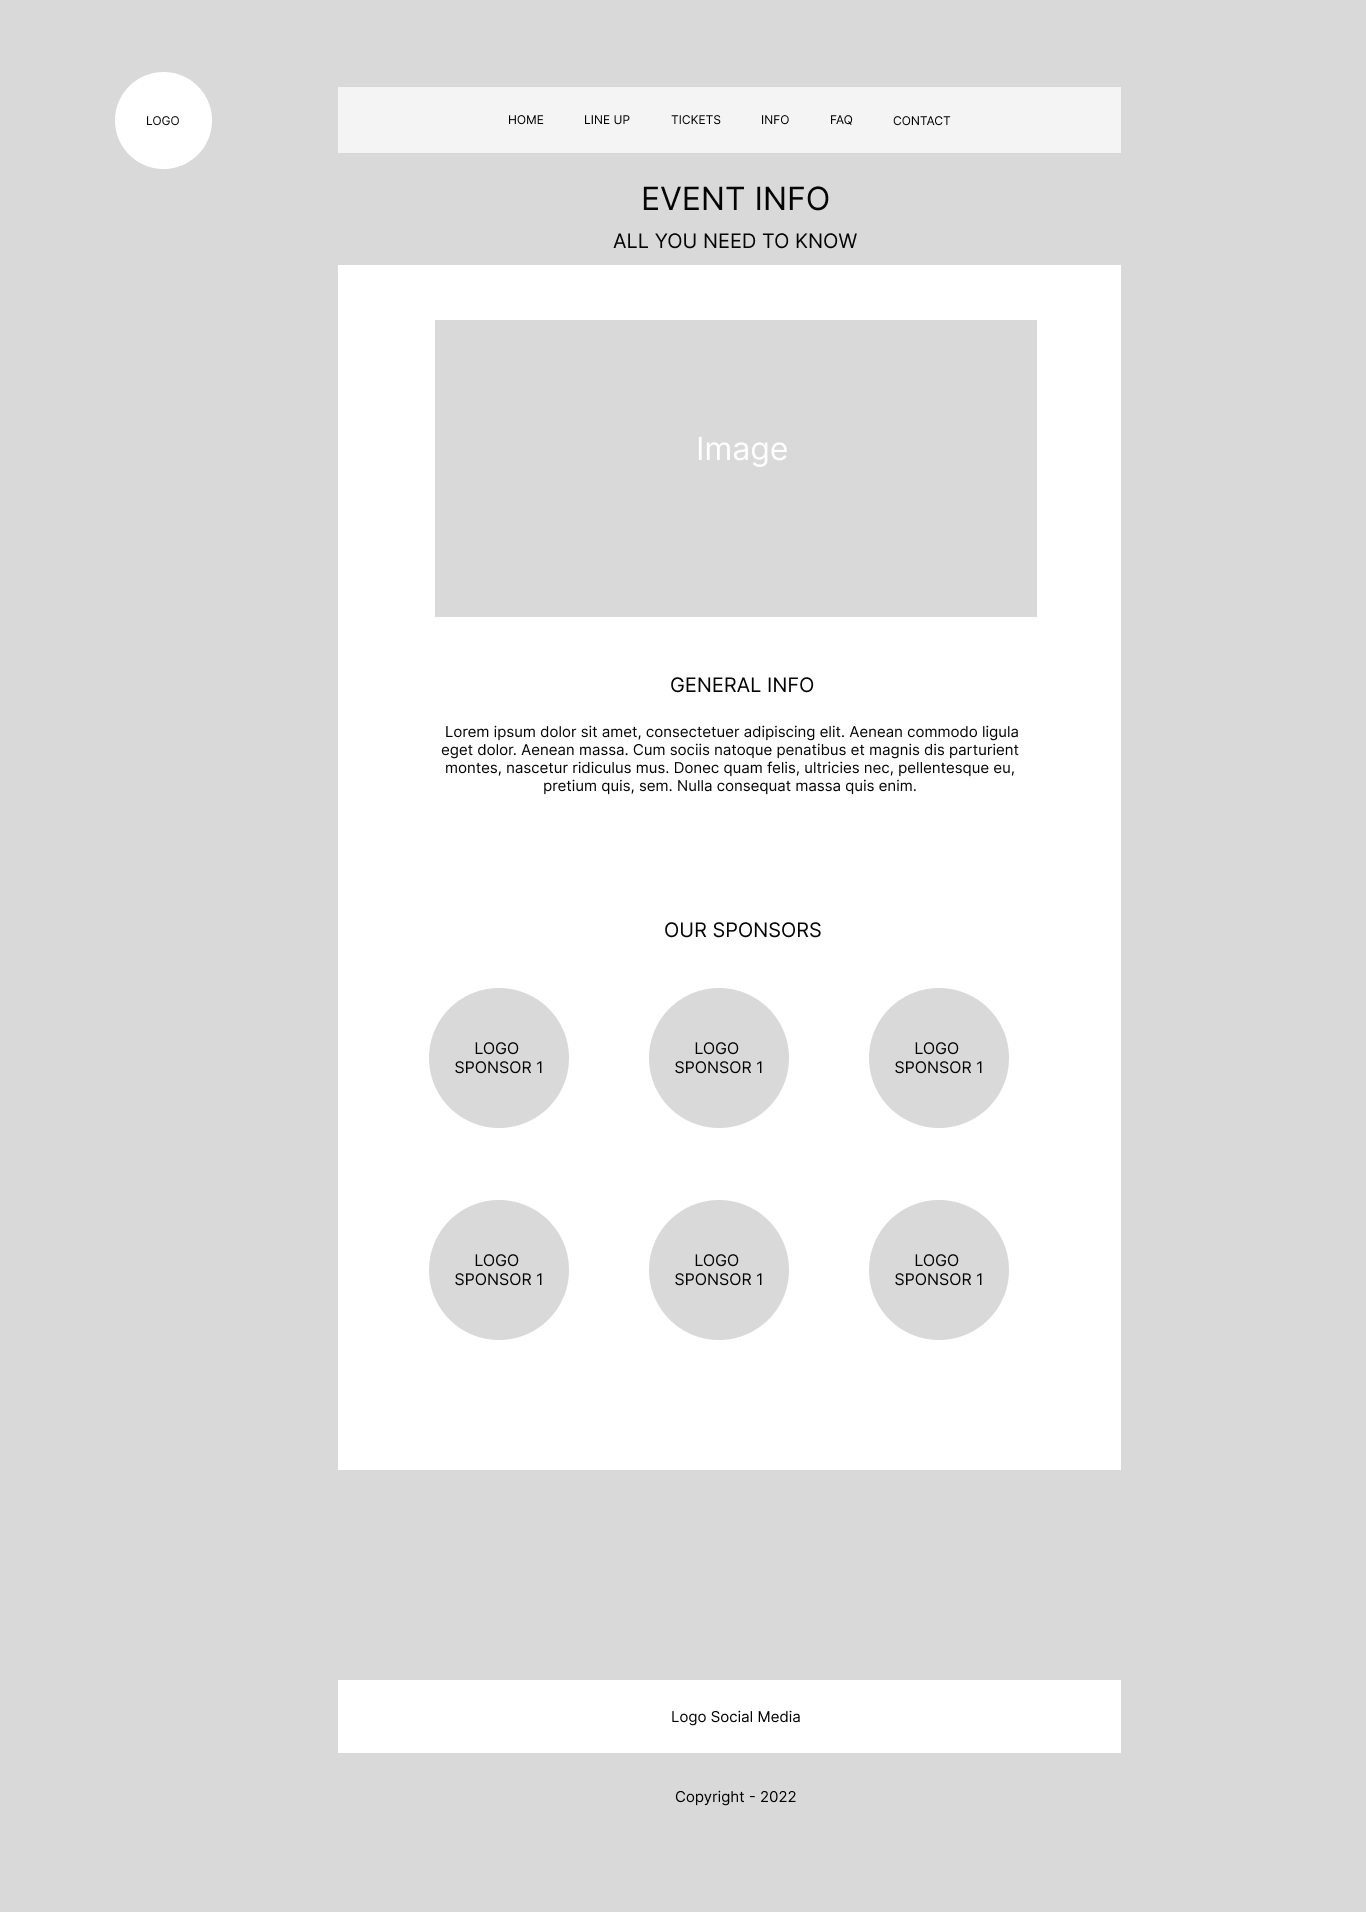 LOGO
HOME LINE UP TICKETS INFO FAQ CONTACT
EVENT INFO
ALL YOU NEED TO KNOW
Image
GENERAL INFO
Lorem ipsum dolor sit amet, consectetuer adipiscing elit. Aenean commodo ligula
eget dolor. Aenean massa. Cum sociis natoque penatibus et magnis dis parturient
montes, nascetur ridiculus mus. Donec quam felis, ultricies nec, pellentesque eu,
pretium quis, sem. Nulla consequat massa quis enim.
OUR SPONSORS
LOGO
SPONSOR 1
LOGO
SPONSOR 1
LOGO
SPONSOR 1
LOGO
SPONSOR 1
LOGO
SPONSOR 1
LOGO
SPONSOR 1
Logo Social Media
Copyright - 2022